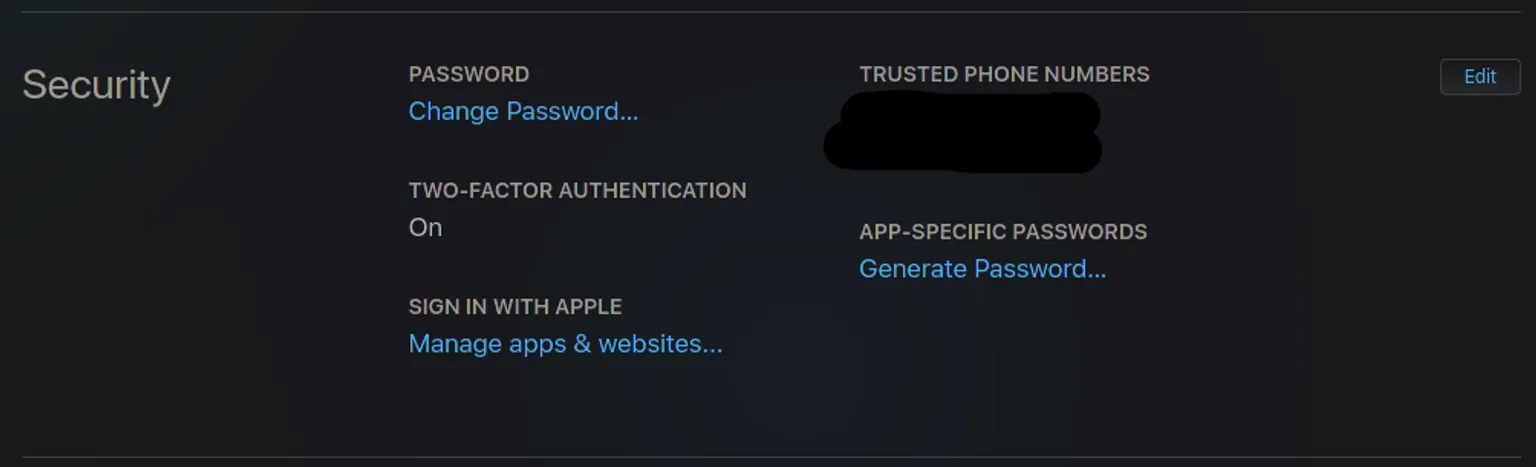 Security
PASSWORD
Change Password...
TWO-FACTOR AUTHENTICATION
On
SIGN IN WITH APPLE
Manage apps & websites...
TRUSTED PHONE NUMBERS
APP-SPECIFIC PASSWORDS
Generate Password...
Edit